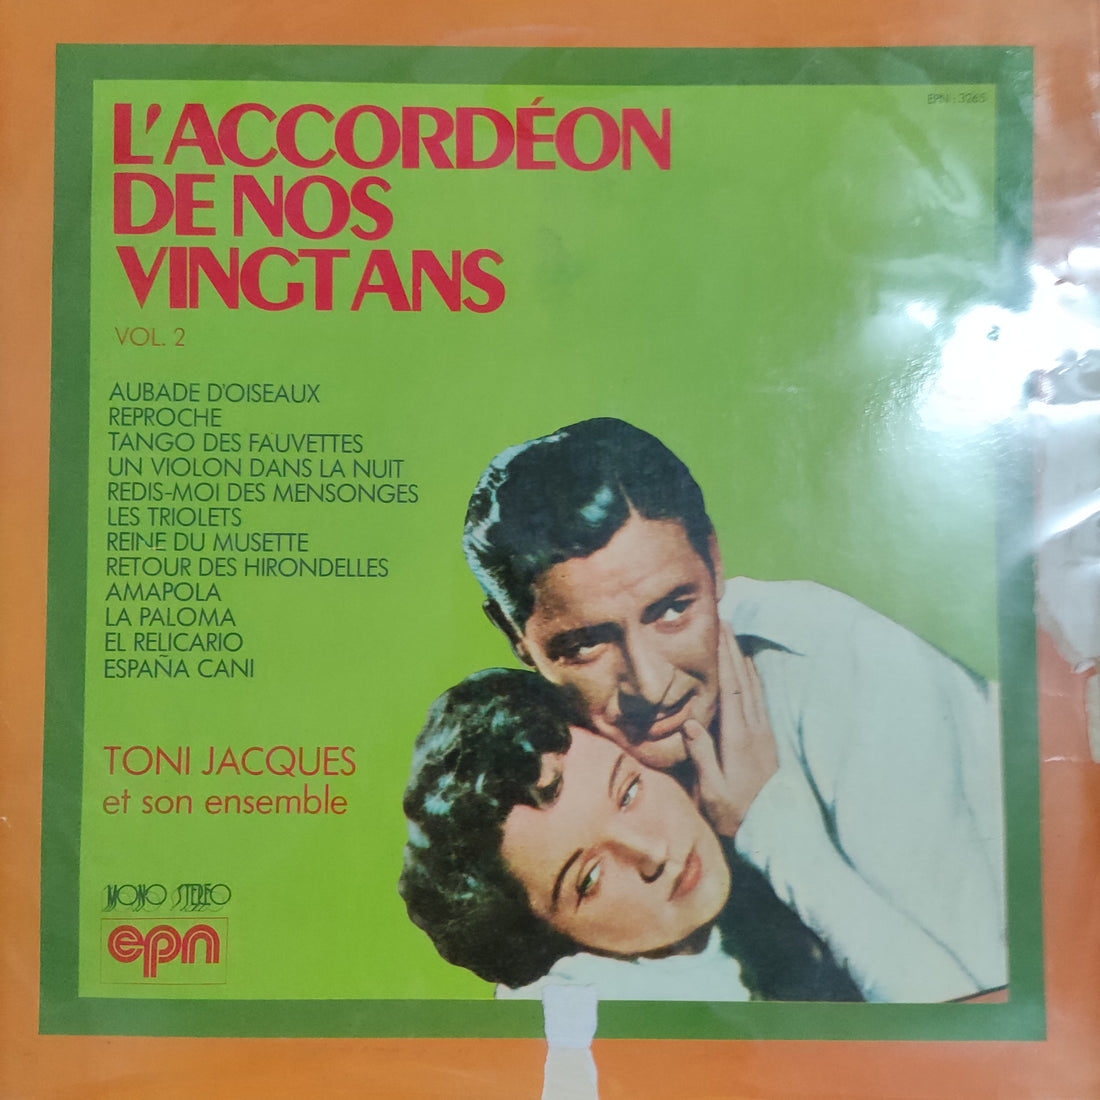 EPN : 3265
L'ACCORDÉON
DE NOS
VINGT ANS
VOL. 2
AUBADE D'OISEAUX
REPROCHE
TANGO DES FAUVETTES
UN VIOLON DANS LA NUIT
REDIS-MOI DES MENSONGES
LES TRIOLETS
REINE DU MUSETTE
RETOUR DES HIRONDELLES
AMAPOLA
LA PALOMA
EL RELICARIO
ESPAÑA CANI
TONI JACQUES
et son ensemble
MONO STEREO
epn